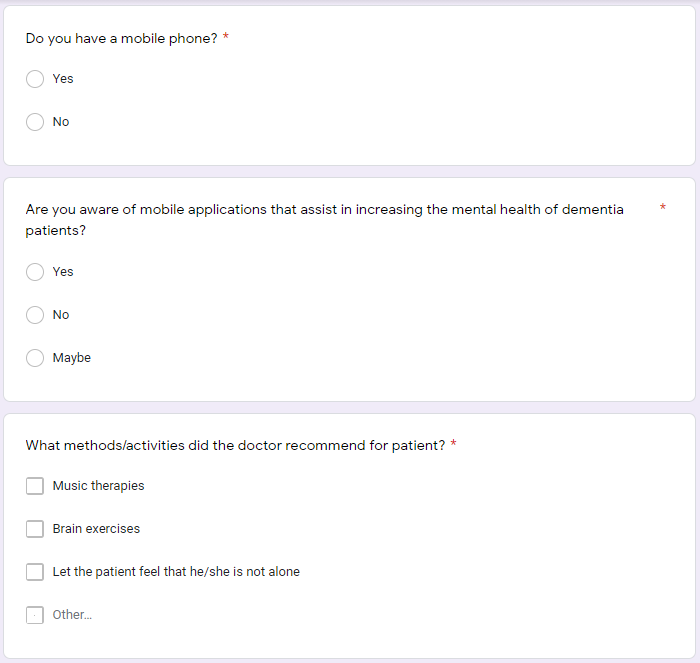 Do you have a mobile phone? *
Yes
No
Are you aware of mobile applications that assist in increasing the mental health of dementia *
patients?
Yes
No
Maybe
What methods/activities did the doctor recommend for patient? *
Music therapies
Brain exercises
Let the patient feel that he/she is not alone
Other...